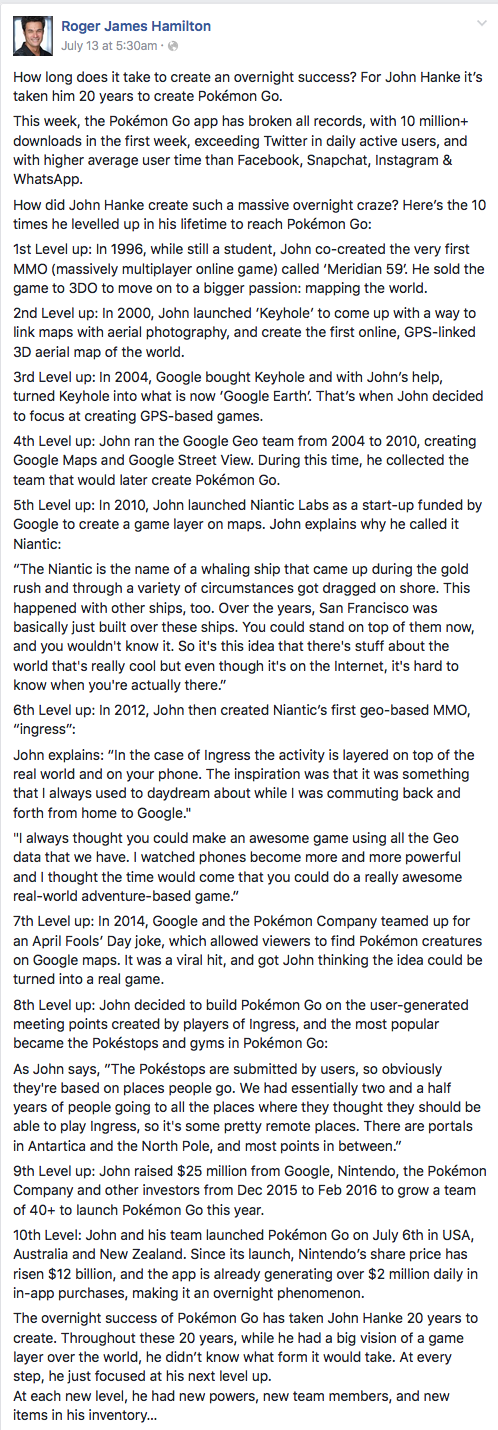 Roger James Hamilton
July 13 at 5:30am ·
How long does it take to create an overnight success? For John Hanke it's
taken him 20 years to create Pokémon Go.
This week, the Pokémon Go app has broken all records, with 10 million+
downloads in the first week, exceeding Twitter in daily active users, and
with higher average user time than Facebook, Snapchat, Instagram &
WhatsApp.
How did John Hanke create such a massive overnight craze? Here's the 10
times he levelled up in his lifetime to reach Pokémon Go:
1st Level up: In 1996, while still a student, John co-created the very first
MMO (massively multiplayer online game) called 'Meridian 59'. He sold the
game to 3DO to move on to a bigger passion: mapping the world.
2nd Level up: In 2000, John launched 'Keyhole' to come up with a way to
link maps with aerial photography, and create the first online, GPS-linked
3D aerial map of the world.
3rd Level up: In 2004, Google bought Keyhole and with John's help,
turned Keyhole into what is now 'Google Earth'. That's when John decided
to focus at creating GPS-based games.
4th Level up: John ran the Google Geo team from 2004 to 2010, creating
Google Maps and Google Street View. During this time, he collected the
team that would later create Pokémon Go.
5th Level up: In 2010, John launched Niantic Labs as a start-up funded by
Google to create a game layer on maps. John explains why he called it
Niantic:
"The Niantic is the name of a whaling ship that came up during the gold
rush and through a variety of circumstances got dragged on shore. This
happened with other ships, too. Over the years, San Francisco was
basically just built over these ships. You could stand on top of them now,
and you wouldn't know it. So it's this idea that there's stuff about the
world that's really cool but even though it's on the Internet, it's hard to
know when you're actually there."
6th Level up: In 2012, John then created Niantic's first geo-based MMO,
"ingress":
John explains: "In the case of Ingress the activity is layered on top of the
real world and on your phone. The inspiration was that it was something
that I always used to daydream about while I was commuting back and
forth from home to Google."
"I always thought you could make an awesome game using all the Geo
data that we have. I watched phones become more and more powerful
and I thought the time would come that you could do a really awesome
real-world adventure-based game."
7th Level up: In 2014, Google and the Pokémon Company teamed up for
an April Fools' Day joke, which allowed viewers to find Pokémon creatures
on Google maps. It was a viral hit, and got John thinking the idea could be
turned into a real game.
8th Level up: John decided to build Pokémon Go on the user-generated
meeting points created by players of Ingress, and the most popular
became the Pokéstops and gyms in Pokémon Go:
As John says, "The Pokéstops are submitted by users, so obviously
they're based on places people go. We had essentially two and a half
years of people going to all the places where they thought they should be
able to play Ingress, so it's some pretty remote places. There are portals
in Antartica and the North Pole, and most points in between."
9th Level up: John raised $25 million from Google, Nintendo, the Pokémon
Company and other investors from Dec 2015 to Feb 2016 to grow a team
of 40+ to launch Pokémon Go this year.
10th Level: John and his team launched Pokémon Go on July 6th in USA,
Australia and New Zealand. Since its launch, Nintendo's share price has
risen $12 billion, and the app is already generating over $2 million daily in
in-app purchases, making it an overnight phenomenon.
The overnight success of Pokémon Go has taken John Hanke 20 years to
create. Throughout these 20 years, while he had a big vision of a game
layer over the world, he didn't know what form it would take. At every
step, he just focused at his next level up.
At each new level, he had new powers, new team members, and new
items in his inventory...